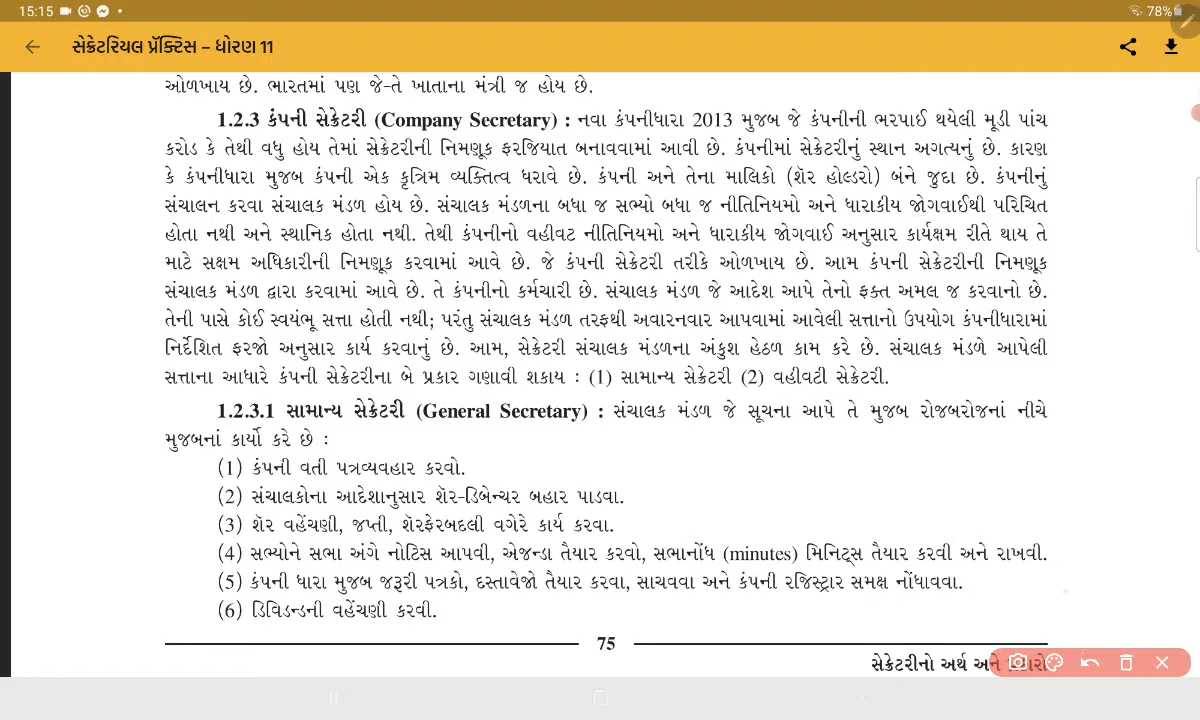 15:15
78%
સેક્રેટરિયલ પ્રૅક્ટિસ – ધોરણ 11
ઓળખાય છે. ભારતમાં પણ જે-તે ખાતાના મંત્રી જ હોય છે.
1.2.3 કંપની સેક્રેટરી (Company Secretary) : નવા કંપનીધારા 2013 મુજબ જે કંપનીની ભરપાઈ થયેલી મૂડી પાંચ
કરોડ કે તેથી વધુ હોય તેમાં સેક્રેટરીની નિમણૂક ફરજિયાત બનાવવામાં આવી છે. કંપનીમાં સેક્રેટરીનું સ્થાન અગત્યનું છે. કારણ
કે કંપનીધારા મુજબ કંપની એક કૃત્રિમ વ્યક્તિત્વ ધરાવે છે. કંપની અને તેના માલિકો (શૅર હોલ્ડરો) બંને જુદા છે. કંપનીનું
સંચાલન કરવા સંચાલક મંડળ હોય છે. સંચાલક મંડળના બધા જ સભ્યો બધા જ નીતિનિયમો અને ધારાકીય જોગવાઈથી પરિચિત
હોતા નથી અને સ્થાનિક હોતા નથી. તેથી કંપનીનો વહીવટ નીતિનિયમો અને ધારાકીય જોગવાઈ અનુસાર કાર્યક્ષમ રીતે થાય તે
માટે સક્ષમ અધિકારીની નિમણૂક કરવામાં આવે છે. જે કંપની સેક્રેટરી તરીકે ઓળખાય છે. આમ કંપની સેક્રેટરીની નિમણૂક
સંચાલક મંડળ દ્વારા કરવામાં આવે છે. તે કંપનીનો કર્મચારી છે. સંચાલક મંડળ જે આદેશ આપે તેનો ફક્ત અમલ જ કરવાનો છે.
તેની પાસે કોઈ સ્વયંભૂ સત્તા હોતી નથી; પરંતુ સંચાલક મંડળ તરફથી અવારનવાર આપવામાં આવેલી સત્તાનો ઉપયોગ કંપનીધારામાં
નિર્દેશિત ફરજો અનુસાર કાર્ય કરવાનું છે. આમ, સેક્રેટરી સંચાલક મંડળના અંકુશ હેઠળ કામ કરે છે. સંચાલક મંડળે આપેલી
સત્તાના આધારે કંપની સેક્રેટરીના બે પ્રકાર ગણાવી શકાય : (1) સામાન્ય સેક્રેટરી (2) વહીવટી સેક્રેટરી.
1.2.3.1 સામાન્ય સેક્રેટરી (General Secretary) : સંચાલક મંડળ જે સૂચના આપે તે મુજબ રોજબરોજનાં નીચે
મુજબનાં કાર્યો કરે છે :
(1) કંપની વતી પત્રવ્યવહાર કરવો.
(2) સંચાલકોના આદેશાનુસાર શૅર-ડિબેન્ચર બહાર પાડવા.
(3) શૅર વહેંચણી, જપ્તી, શૅરફેરબદલી વગેરે કાર્ય કરવા.
(4) સભ્યોને સભા અંગે નોટિસ આપવી, એજન્ડા તૈયાર કરવો, સભાનોંધ (minutes) મિનિટ્સ તૈયાર કરવી અને રાખવી.
(5) કંપની ધારા મુજબ જરૂરી પત્રકો, દસ્તાવેજો તૈયાર કરવા, સાચવવા અને કંપની રજિસ્ટ્રાર સમક્ષ નોંધાવવા.
(6) ડિવિડન્ડની વહેંચણી કરવી.
75
સેક્રેટરીનો અર્થ અને